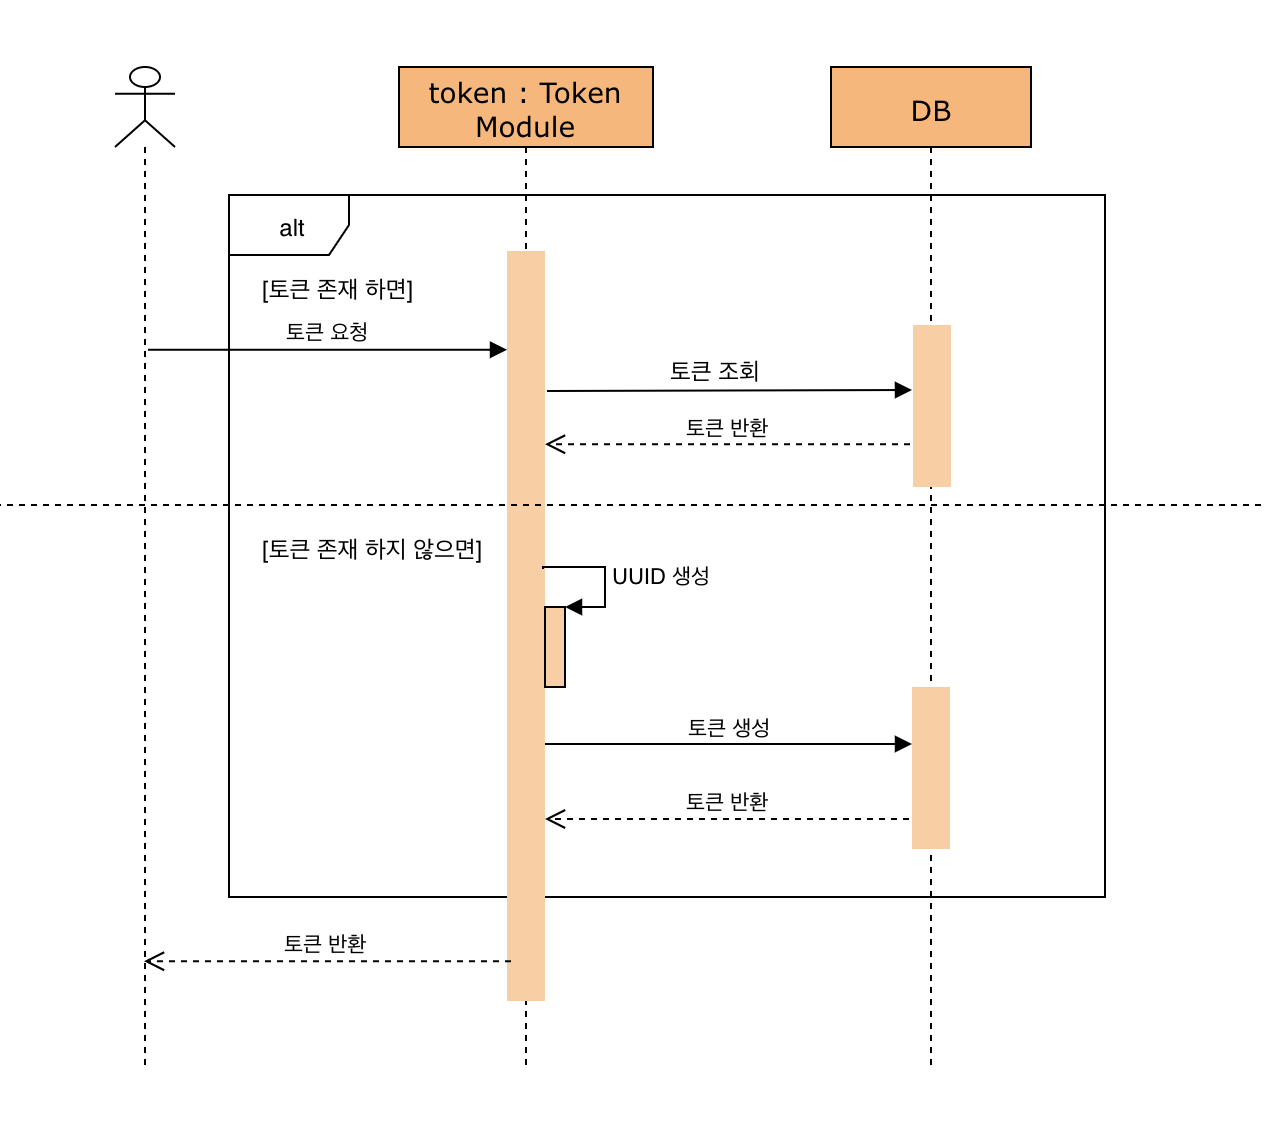 token : Token
Module
DB
alt
[토큰 존재 하면]
토큰 요청
토큰 조회
토큰 반환
[토큰 존재 하지 않으면]
UUID 생성
토큰 생성
토큰 반환
토큰 반환